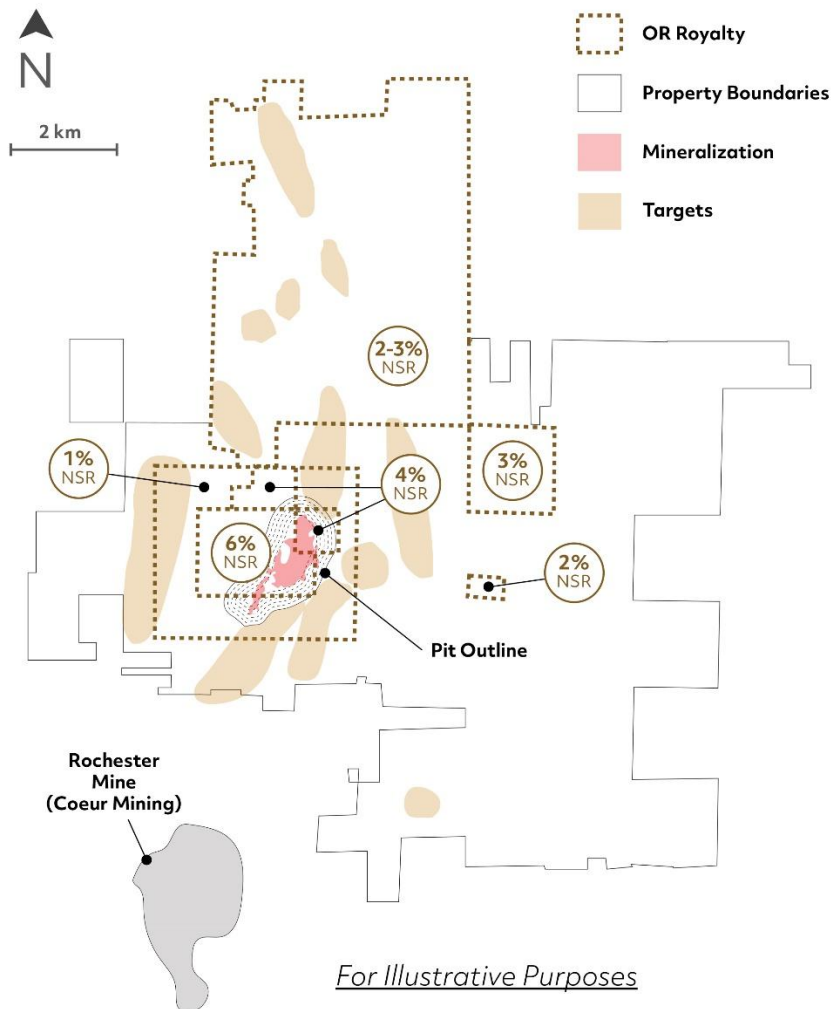 N
2 km
OR Royalty
Property Boundaries
Mineralization
Targets
2-3%
NSR
1%
NSR
4%
NSR
3%
NSR
6%
NSR
2%
NSR
Pit Outline
Rochester
Mine
(Coeur Mining)
For Illustrative Purposes